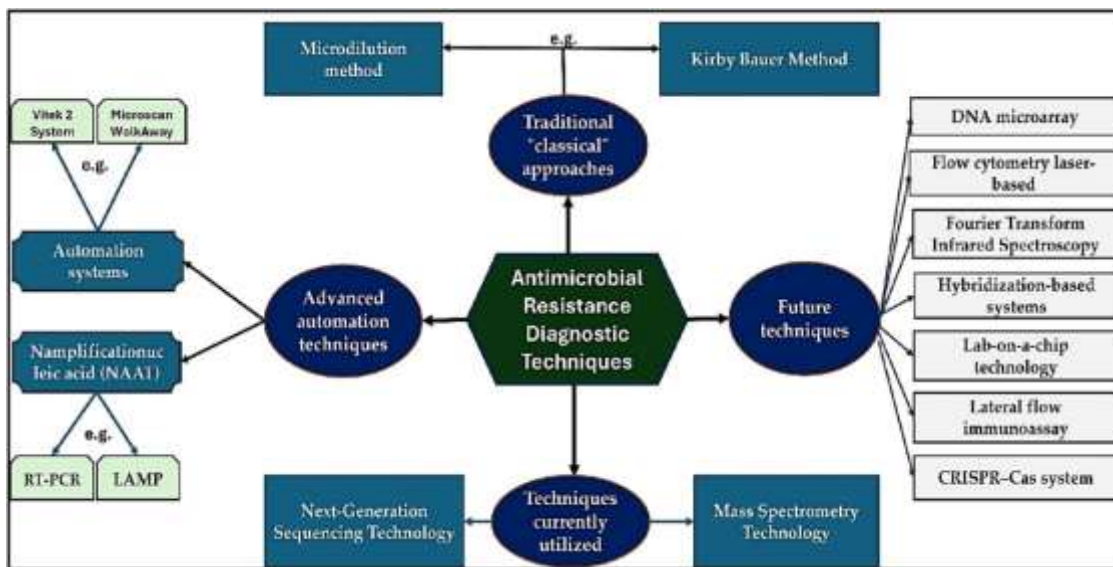 Microdilution
method
e.g.
Kirby Bauer Method
Traditional
"classical"
approaches
Vitek 2
System
Microscan
WolkAway
e.g.
Automation
systems
Advanced
automation
techniques
Namplificationuc
leic acid (NAAT)
e.g.
RT-PCR
LAMP
Antimicrobial
Resistance
Diagnostic
Techniques
Future
techniques
DNA microarray
Flow cytometry laser-
based
Fourier Transform
Infrared Spectroscopy
Hybridization-based
systems
Lab-on-a-chip
technology
Lateral flow
immunoassay
CRISPR–Cas system
Next-Generation
Sequencing Technology
Techniques
currently
utilized
Mass Spectrometry
Technology